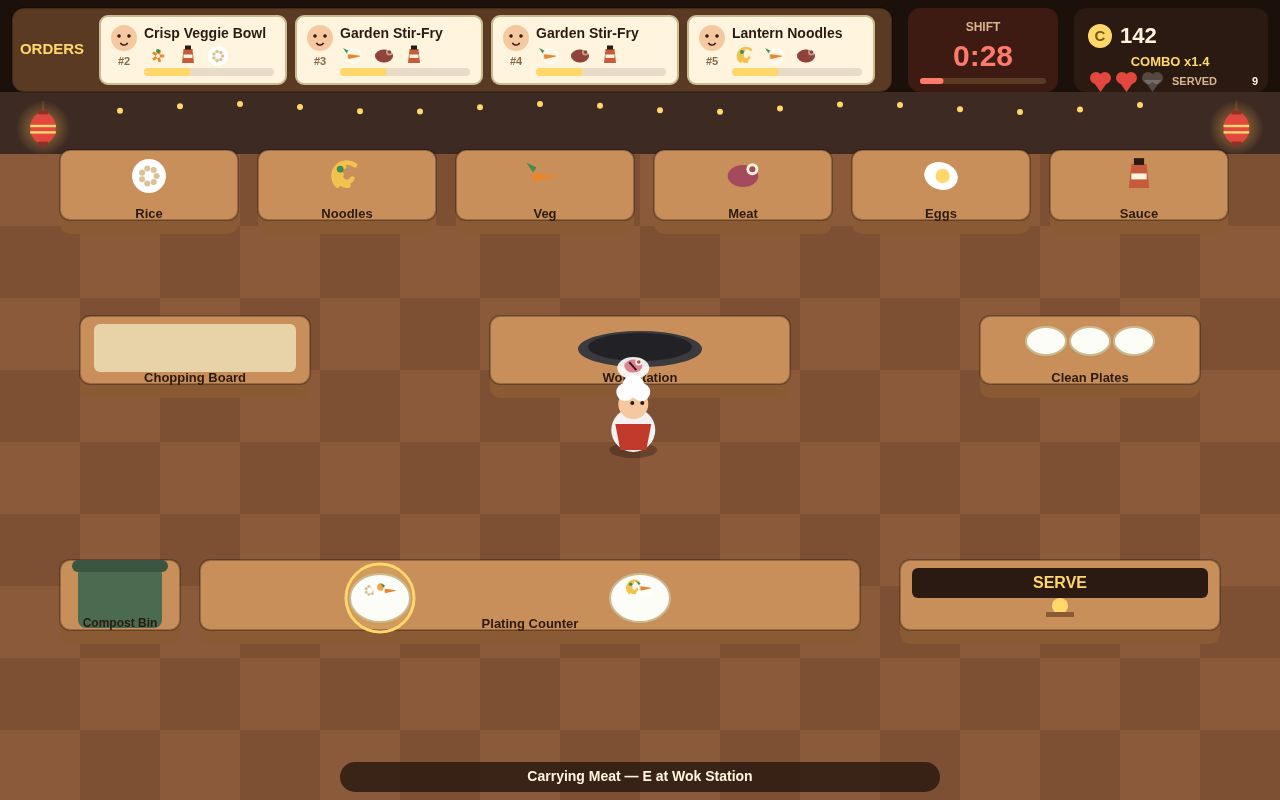 ORDERS
Crisp Veggie Bowl
#2
Garden Stir-Fry
#3
Garden Stir-Fry
#4
Lantern Noodles
#5
SHIFT
0:28
C 142
COMBO x1.4
SERVED 9
Rice
Noodles
Veg
Meat
Eggs
Sauce
Chopping Board
Clean Plates
SERVE
Compost Bin
Plating Counter
Carrying Meat — E at Wok Station